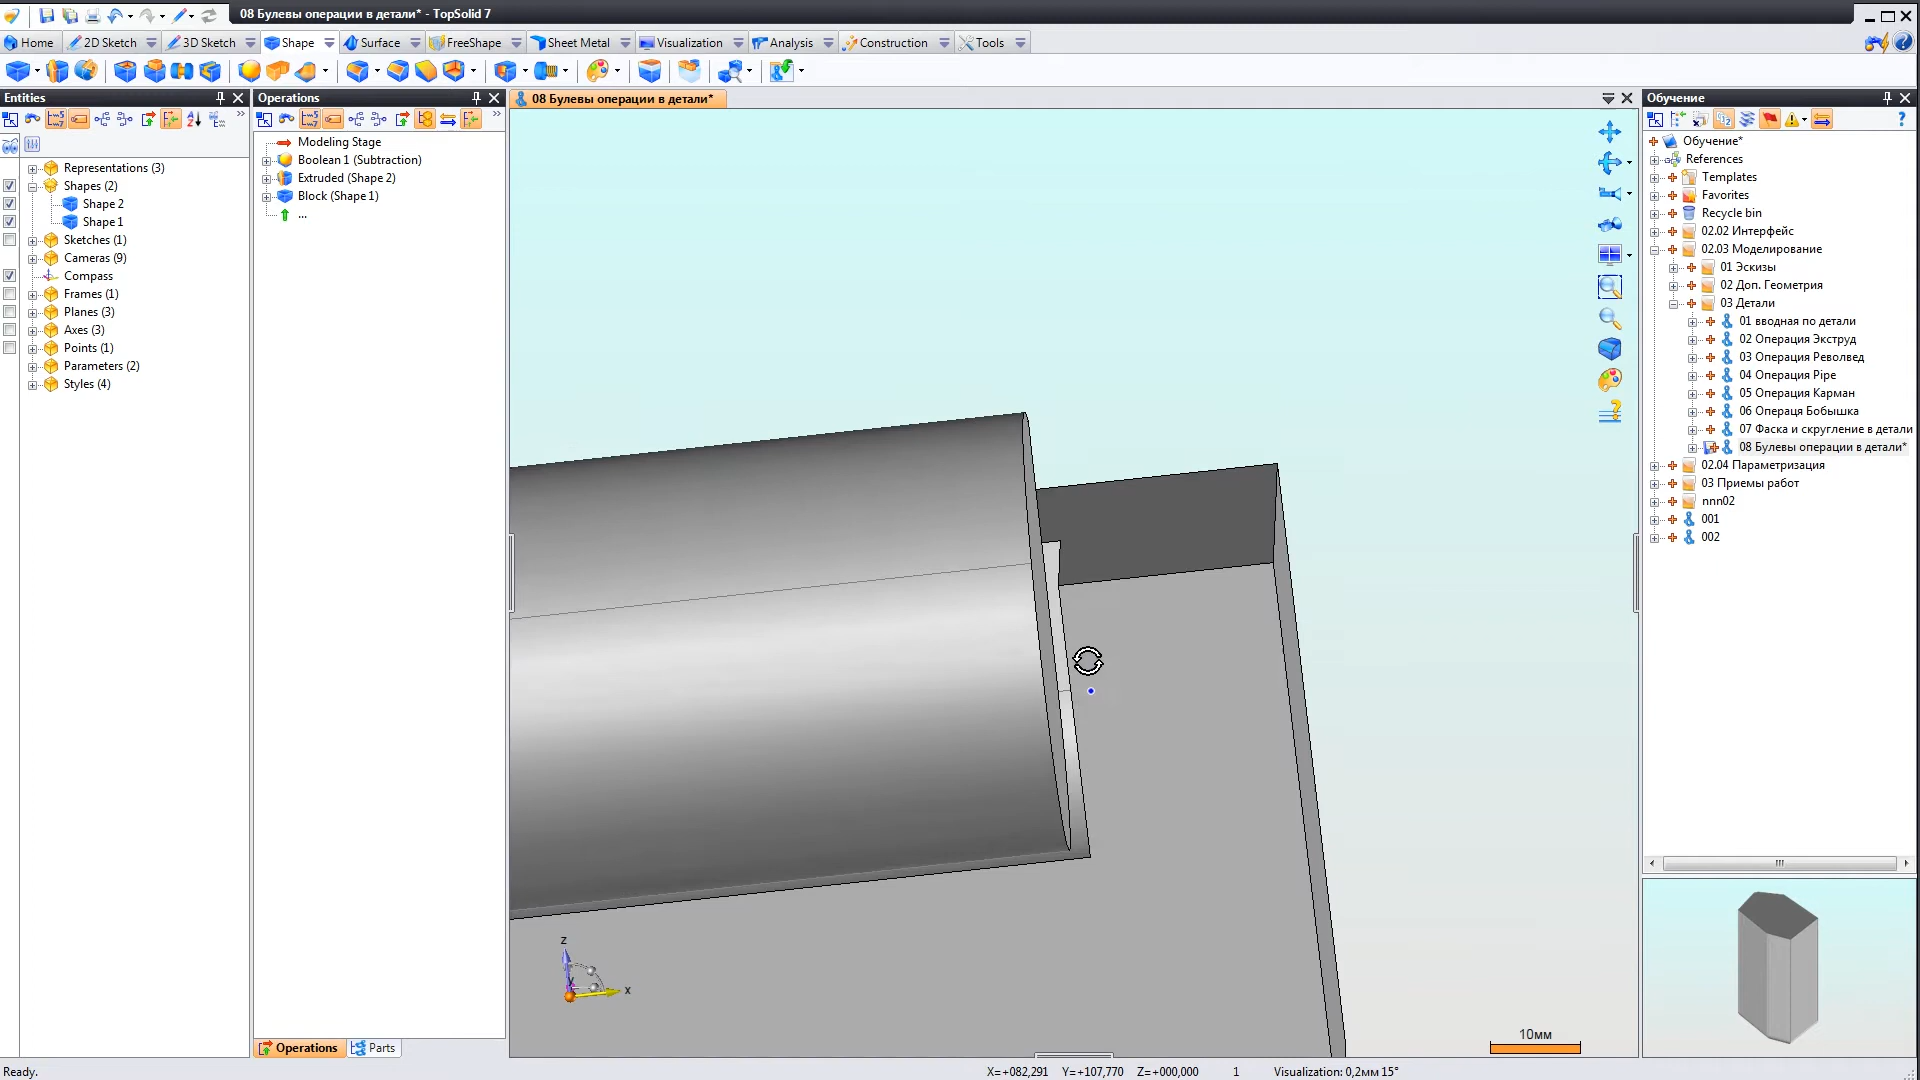 08 Булевы операции в детали* - TopSolid 7
Home
2D Sketch
3D Sketch
Shape
Surface
FreeShape
Sheet Metal
Visualization
Analysis
Construction
Tools
Entities
Representations (3)
Shapes (2)
Shape 2
Shape 1
Sketches (1)
Cameras (9)
Compass
Frames (1)
Planes (3)
Axes (3)
Points (1)
Parameters (2)
Styles (4)
Operations
Modeling Stage
Boolean 1 (Subtraction)
Extruded (Shape 2)
Block (Shape 1)
...
Operations
Parts
08 Булевы операции в детали*
z
x
10мм
Обучение
Обучение*
References
Templates
Favorites
Recycle bin
02.02 Интерфейс
02.03 Моделирование
01 Эскизы
02 Доп. Геометрия
03 Детали
01 вводная по детали
02 Операция Экструд
03 Операция Револвед
04 Операция Pipe
05 Операция Карман
06 Операця Бобышка
07 Фаска и скругление в детали
08 Булевы операции в детали*
02.04 Параметризация
03 Приемы работ
nnn02
001
002
Ready.
X=+082,291 Y=+107,770 Z=+000,000 1 Visualization: 0,2мм 15°